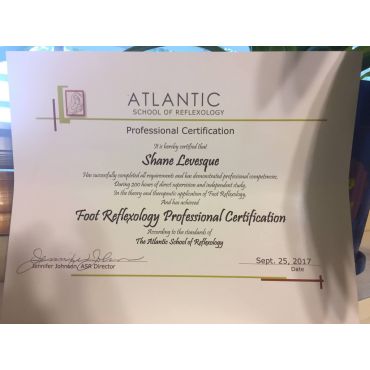 ATLANTIC
SCHOOL OF REFLEXOLOGY
Professional Certification
It is hereby certified that
Shane Levesque
Has successfully completed all requirements and has demonstrated professional competences,
During 200 hours of direct supervision and independent study,
In the theory and therapeutic application of Foot Reflexology.
And has achieved
Foot Reflexology Professional Certification
According to the standards of
The Atlantic School of Reflexology
Jennifer Johnson, ASR Director
Sept. 25, 2017
Date